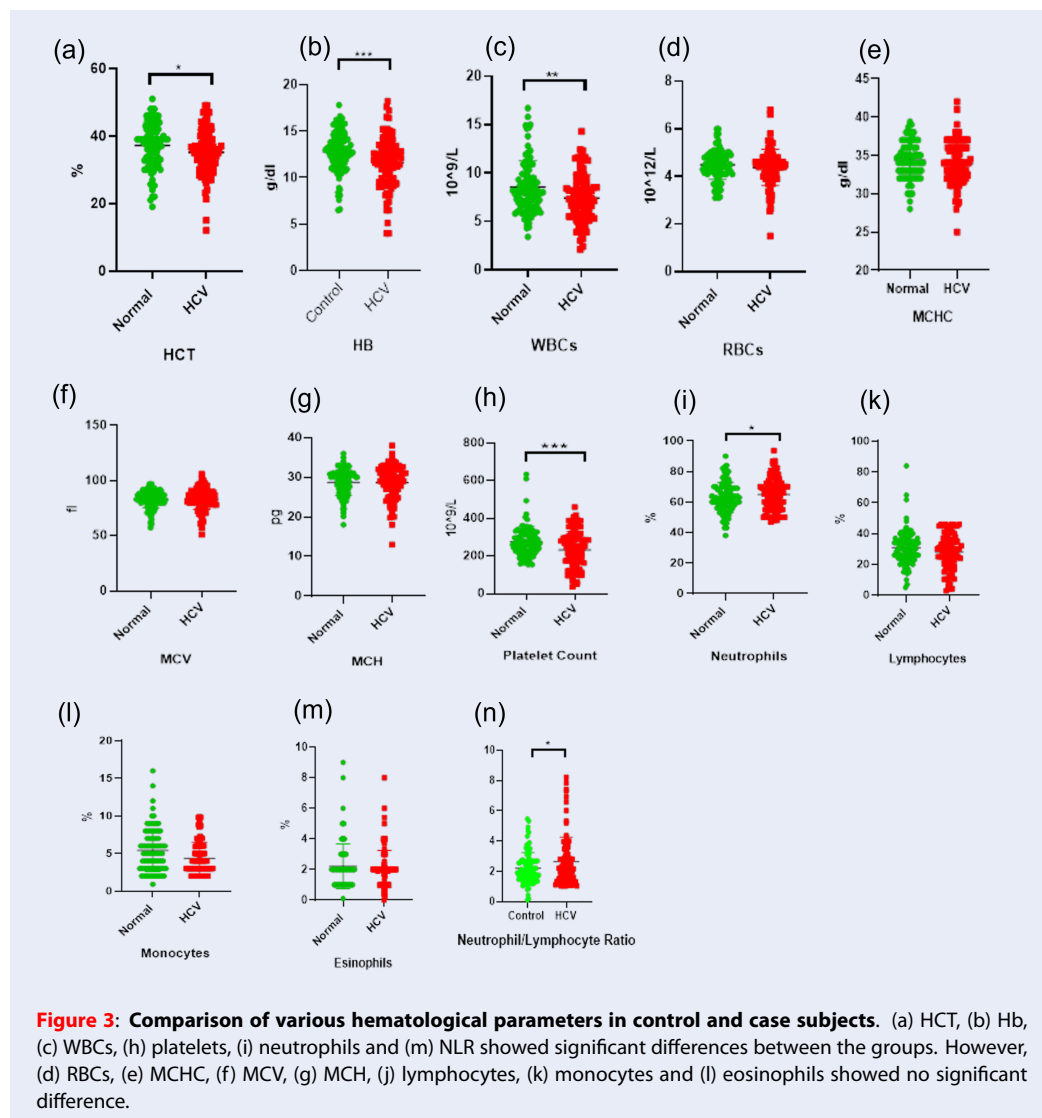 (a)
(b)
(c)
(d)
(e)
*
60
40
20
0
%
Normal
HCV
HCT
***
20
15
10
5
0
g/dl
Control
HCV
HB
**
20
15
10
5
0
10^9/L
Normal
HCV
WBCs
8
6
4
2
0
10^12/L
Normal
HCV
RBCs
45
40
35
30
25
20
g/dl
Normal
HCV
MCHC
(f)
(g)
(h)
(i)
(k)
150
100
50
0
fl
Normal
HCV
MCV
40
30
20
10
0
pg
Normal
HCV
MCH
***
800
600
400
200
0
10^9/L
Normal
HCV
Platelet Count
*
100
80
60
40
20
0
%
Normal
HCV
Neutrophils
100
80
60
40
20
0
%
Normal
HCV
Lymphocytes
(l)
(m)
(n)
20
15
10
5
0
%
Normal
HCV
Monocytes
10
8
6
4
2
0
%
Normal
HCV
Esinophils
*
10
8
6
4
2
0
Control
HCV
Neutrophil/Lymphocyte Ratio
Figure 3: Comparison of various hematological parameters in control and case subjects. (a) HCT, (b) Hb,
(c) WBCs, (h) platelets, (i) neutrophils and (m) NLR showed significant differences between the groups. However,
(d) RBCs, (e) MCHC, (f) MCV, (g) MCH, (j) lymphocytes, (k) monocytes and (l) eosinophils showed no significant
difference.